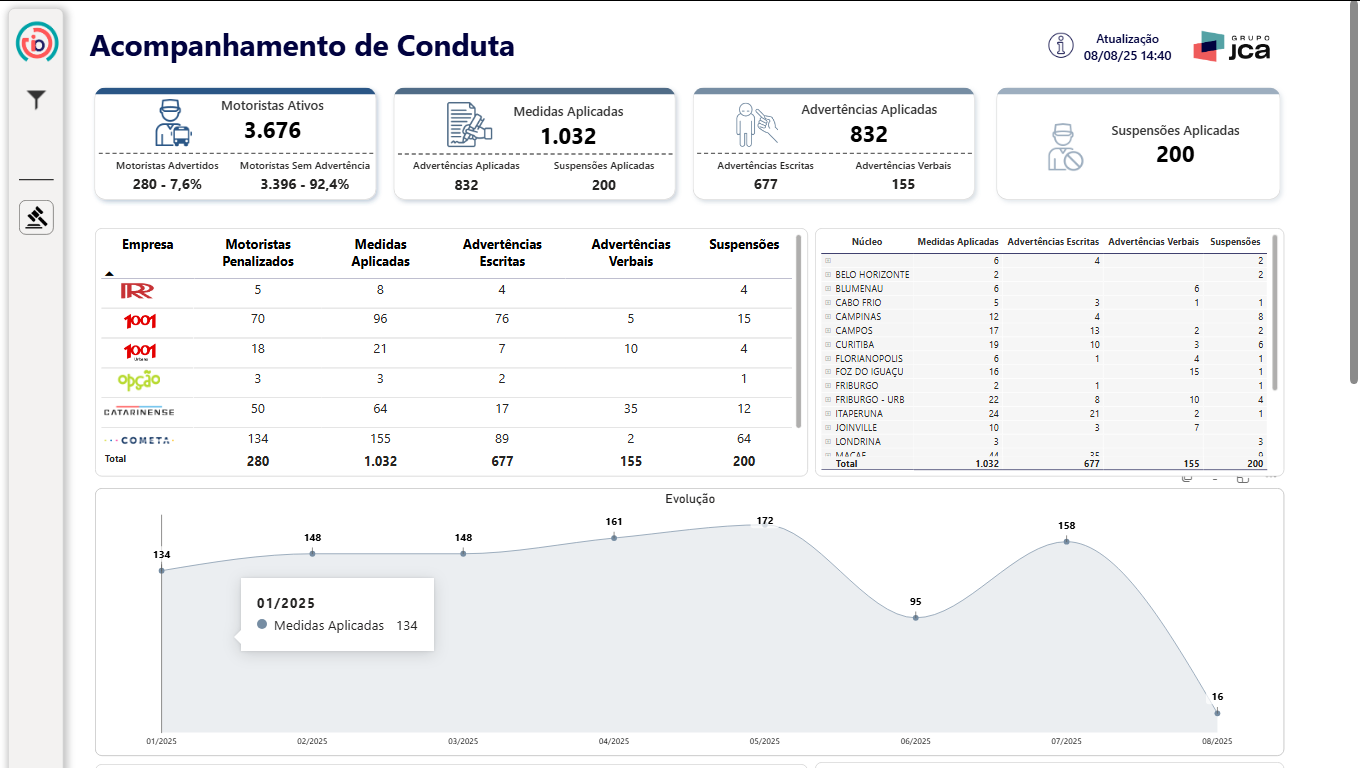 Acompanhamento de Conduta
Atualização
08/08/25 14:40
GRUPO
jca
Motoristas Ativos
3.676
Motoristas Advertidos
280 - 7,6%
Motoristas Sem Advertência
3.396 - 92,4%
Medidas Aplicadas
1.032
Advertências Aplicadas
832
Suspensões Aplicadas
200
Advertências Aplicadas
832
Advertências Escritas
677
Advertências Verbais
155
Suspensões Aplicadas
200
Empresa Motoristas Penalizados Medidas Aplicadas Advertências Escritas Advertências Verbais Suspensões
5 8 4 4
1001 70 96 76 5 15
1001 18 21 7 10 4
opção 3 3 2 1
CATARINENSE 50 64 17 35 12
COMETA 134 155 89 2 64
Total 280 1.032 677 155 200
Núcleo Medidas Aplicadas Advertências Escritas Advertências Verbais Suspensões
6 4 2
BELO HORIZONTE 2 2
BLUMENAU 6 6
CABO FRIO 5 3 1 1
CAMPINAS 12 4 8
CAMPOS 17 13 2 2
CURITIBA 19 10 3 6
FLORIANOPOLIS 6 1 4 1
FOZ DO IGUAÇU 16 15 1
FRIBURGO 2 1 1
FRIBURGO - URB 22 8 10 4
ITAPERUNA 24 21 2 1
JOINVILLE 10 3 7
LONDRINA 3 3
Total 1.032 677 155 200
Evolução
134
148
148
161
172
95
158
16
01/2025
Medidas Aplicadas 134
01/2025 02/2025 03/2025 04/2025 05/2025 06/2025 07/2025 08/2025